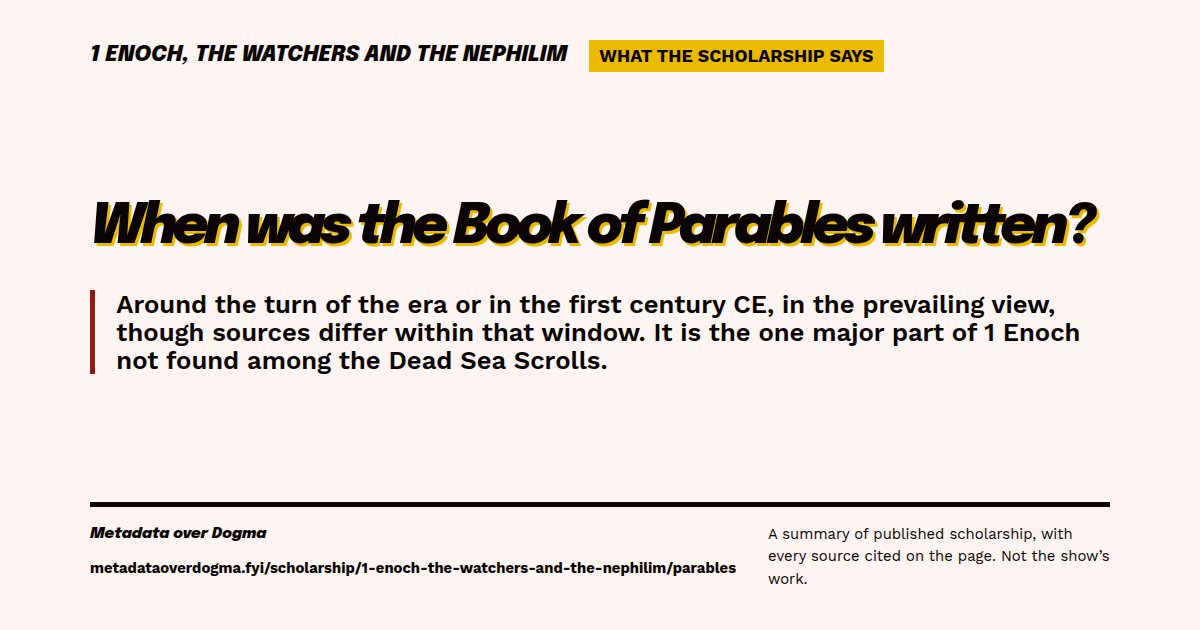 1 ENOCH, THE WATCHERS AND THE NEPHILIM
WHAT THE SCHOLARSHIP SAYS
When was the Book of Parables written?
Around the turn of the era or in the first century CE, in the prevailing view,
though sources differ within that window. It is the one major part of 1 Enoch
not found among the Dead Sea Scrolls.
Metadata over Dogma
metadataoverdogma.fyi/scholarship/1-enoch-the-watchers-and-the-nephilim/parables
A summary of published scholarship, with
every source cited on the page. Not the show’s
work.